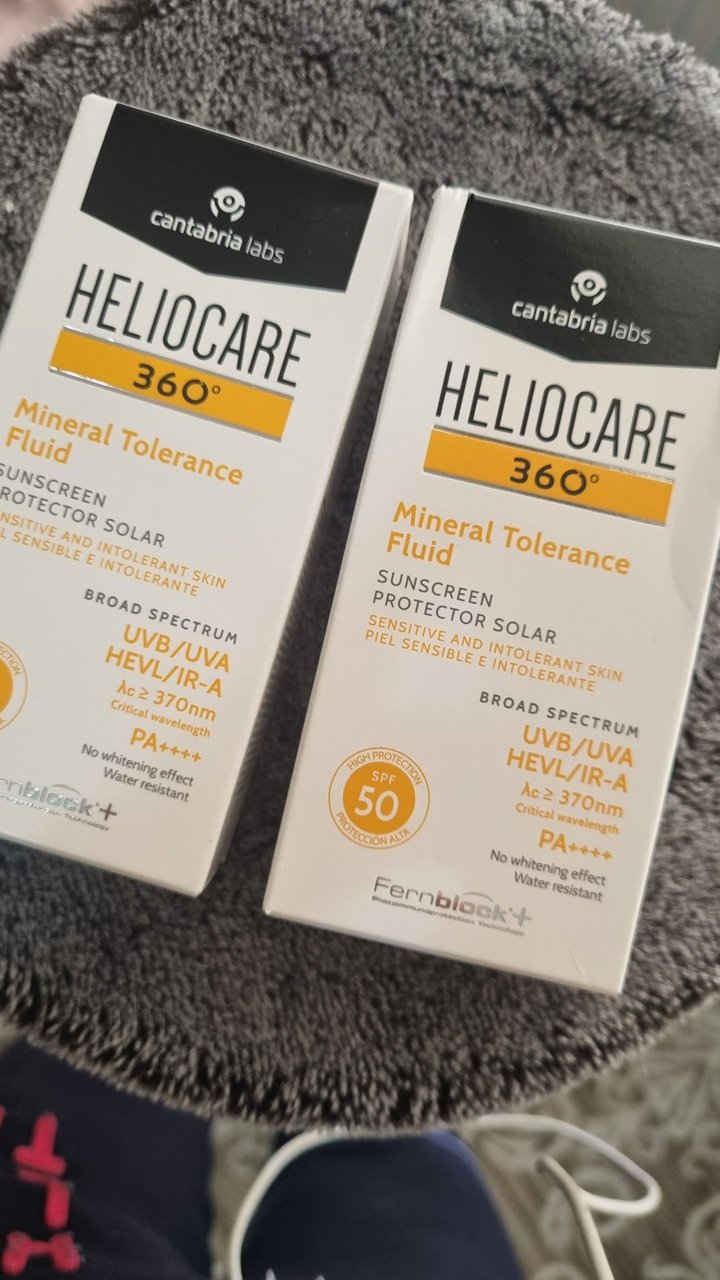 cantabria labs
HELIOCARE
360°
Mineral Tolerance
Fluid
SUNSCREEN
PROTECTOR SOLAR
SENSITIVE AND INTOLERANT SKIN
PIEL SENSIBLE E INTOLERANTE
BROAD SPECTRUM
UVB/UVA
HEVL/IR-A
λc ≥ 370nm
Critical wavelength
PA++++
No whitening effect
Water resistant
cantabria labs
HELIOCARE
360°
Mineral Tolerance
Fluid
SUNSCREEN
PROTECTOR SOLAR
SENSITIVE AND INTOLERANT SKIN
PIEL SENSIBLE E INTOLERANTE
BROAD SPECTRUM
UVB/UVA
HEVL/IR-A
λc ≥ 370nm
Critical wavelength
PA++++
No whitening effect
Water resistant
HIGH PROTECTION
SPF
50
PROTECCIÓN ALTA
Fernblock+
Photoimmunoprotection Technology